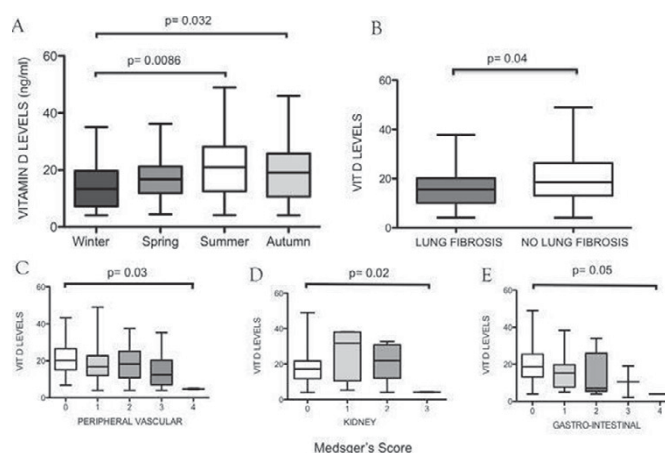 A
p= 0.032
p= 0.0086
VITAMIN D LEVELS (ng/ml)
60
40
20
0
Winter Spring Summer Autumn
B
p= 0.04
VIT D LEVELS
60
40
20
0
LUNG FIBROSIS NO LUNG FIBROSIS
C
p= 0.03
VIT D LEVELS
60
40
20
0
0 1 2 3 4
PERIPHERAL VASCULAR
D
p= 0.02
VIT D LEVELS
60
40
20
0
0 1 2 3
KIDNEY
E
p= 0.05
VIT D LEVELS
60
40
20
0
0 1 2 3 4
GASTRO-INTESTINAL
Medsger's Score